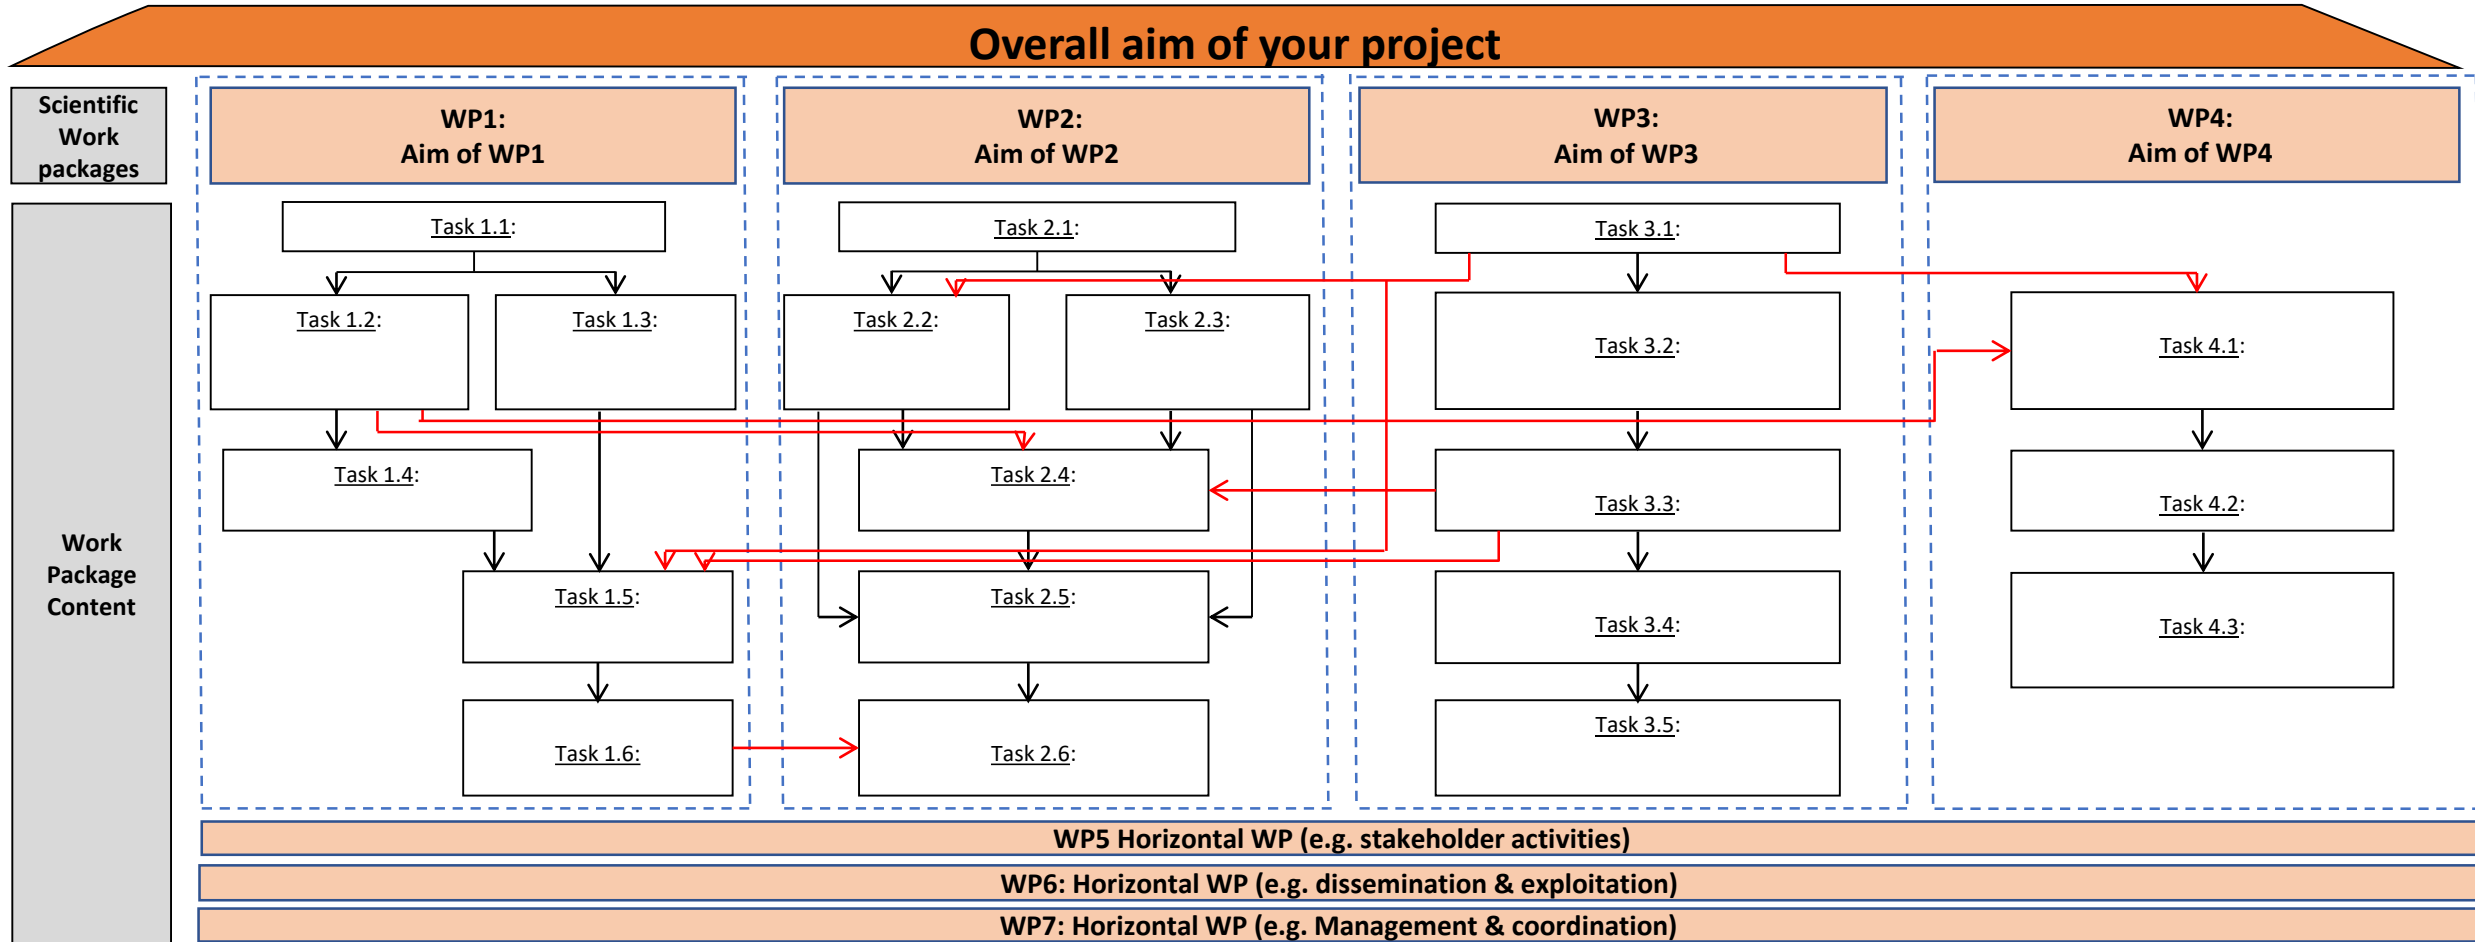 Overall aim of your project
Scientific
Work
packages
WP1:
Aim of WP1
WP2:
Aim of WP2
WP3:
Aim of WP3
WP4:
Aim of WP4
Work
Package
Content
Task 1.1:
Task 1.2:
Task 1.3:
Task 1.4:
Task 1.5:
Task 1.6:
Task 2.1:
Task 2.2:
Task 2.3:
Task 2.4:
Task 2.5:
Task 2.6:
Task 3.1:
Task 3.2:
Task 3.3:
Task 3.4:
Task 3.5:
Task 4.1:
Task 4.2:
Task 4.3:
WP5 Horizontal WP (e.g. stakeholder activities)
WP6: Horizontal WP (e.g. dissemination & exploitation)
WP7: Horizontal WP (e.g. Management & coordination)